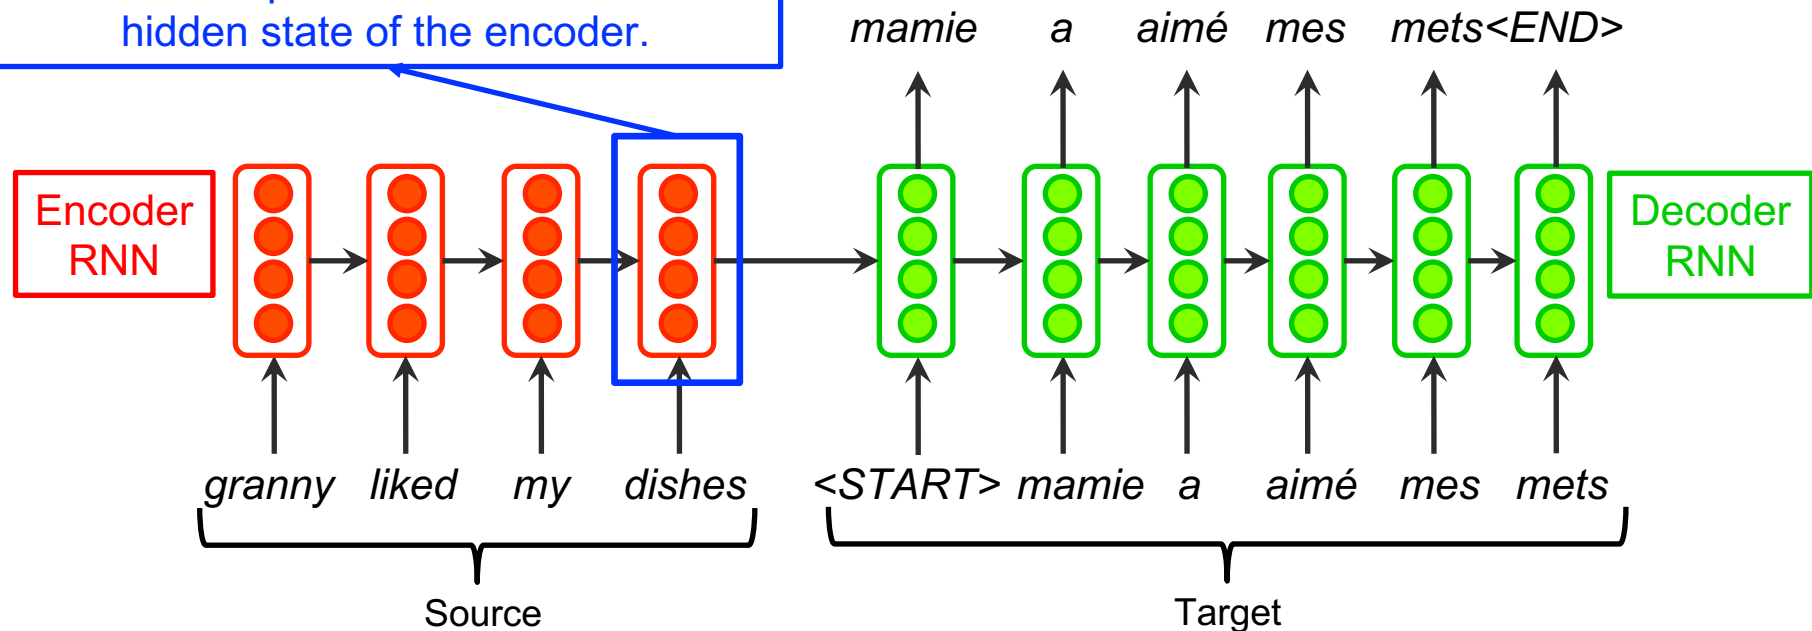 hidden state of the encoder.
mamie a aimé mes mets<END>
Encoder
RNN
Decoder
RNN
granny liked my dishes <START> mamie a aimé mes mets
Source Target